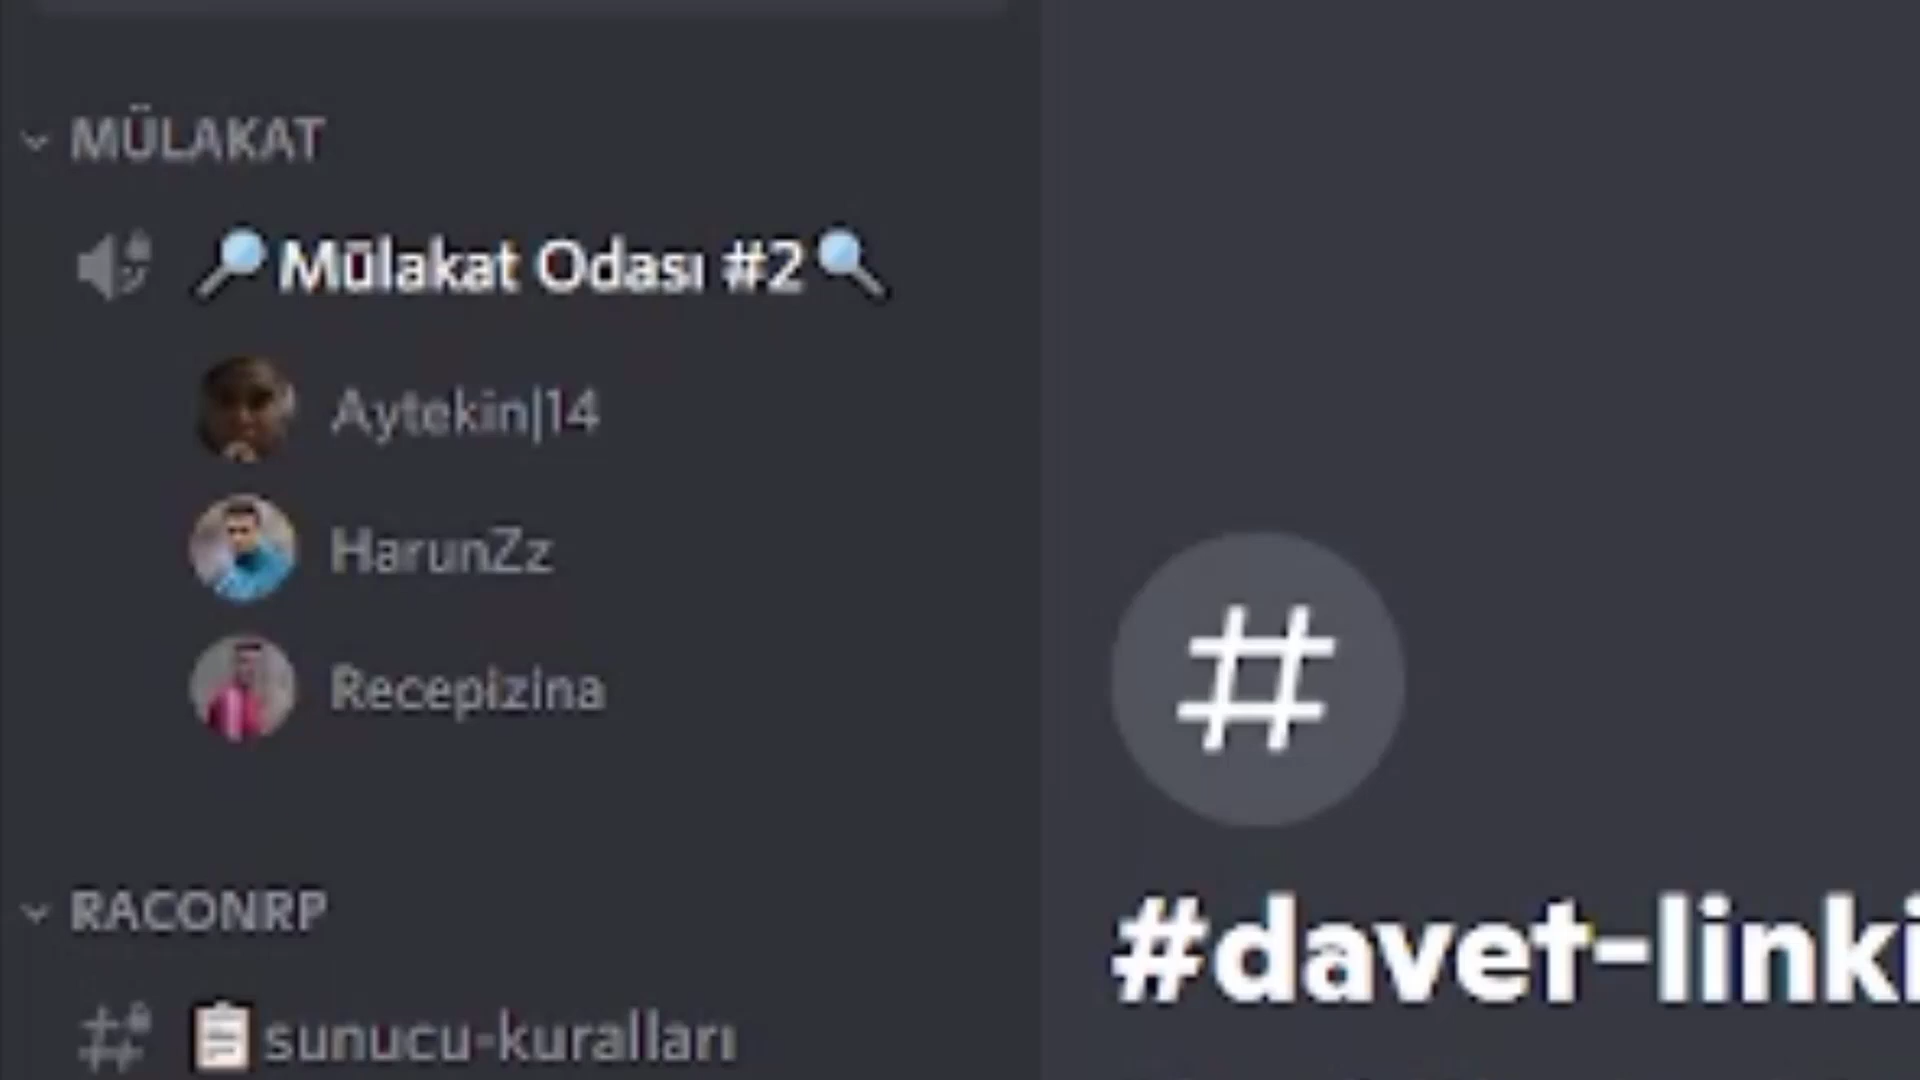 MÜLAKAT
🔎Mülakat Odası #2🔍
Aytekin|14
HarunZz
Recepizina
RACONRP
📋sunucu-kuralları
#davet-linki